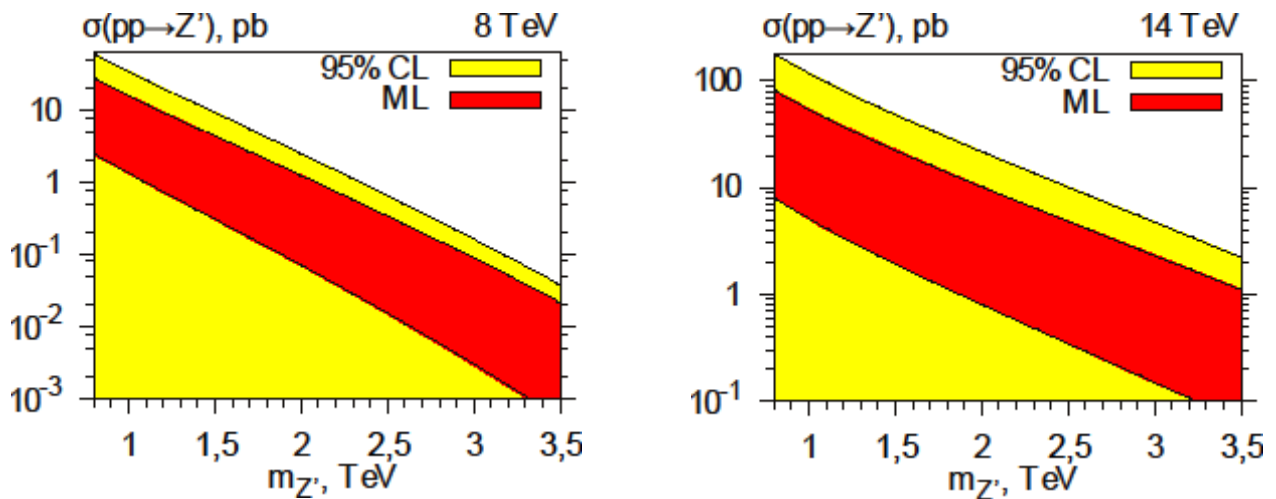 σ(pp→Z’), pb 8 TeV
95% CL
ML
10
1
10⁻¹
10⁻²
10⁻³
1 1,5 2 2,5 3 3,5
m_Z’, TeV
σ(pp→Z’), pb 14 TeV
95% CL
ML
100
10
1
10⁻¹
1 1,5 2 2,5 3 3,5
m_Z’, TeV